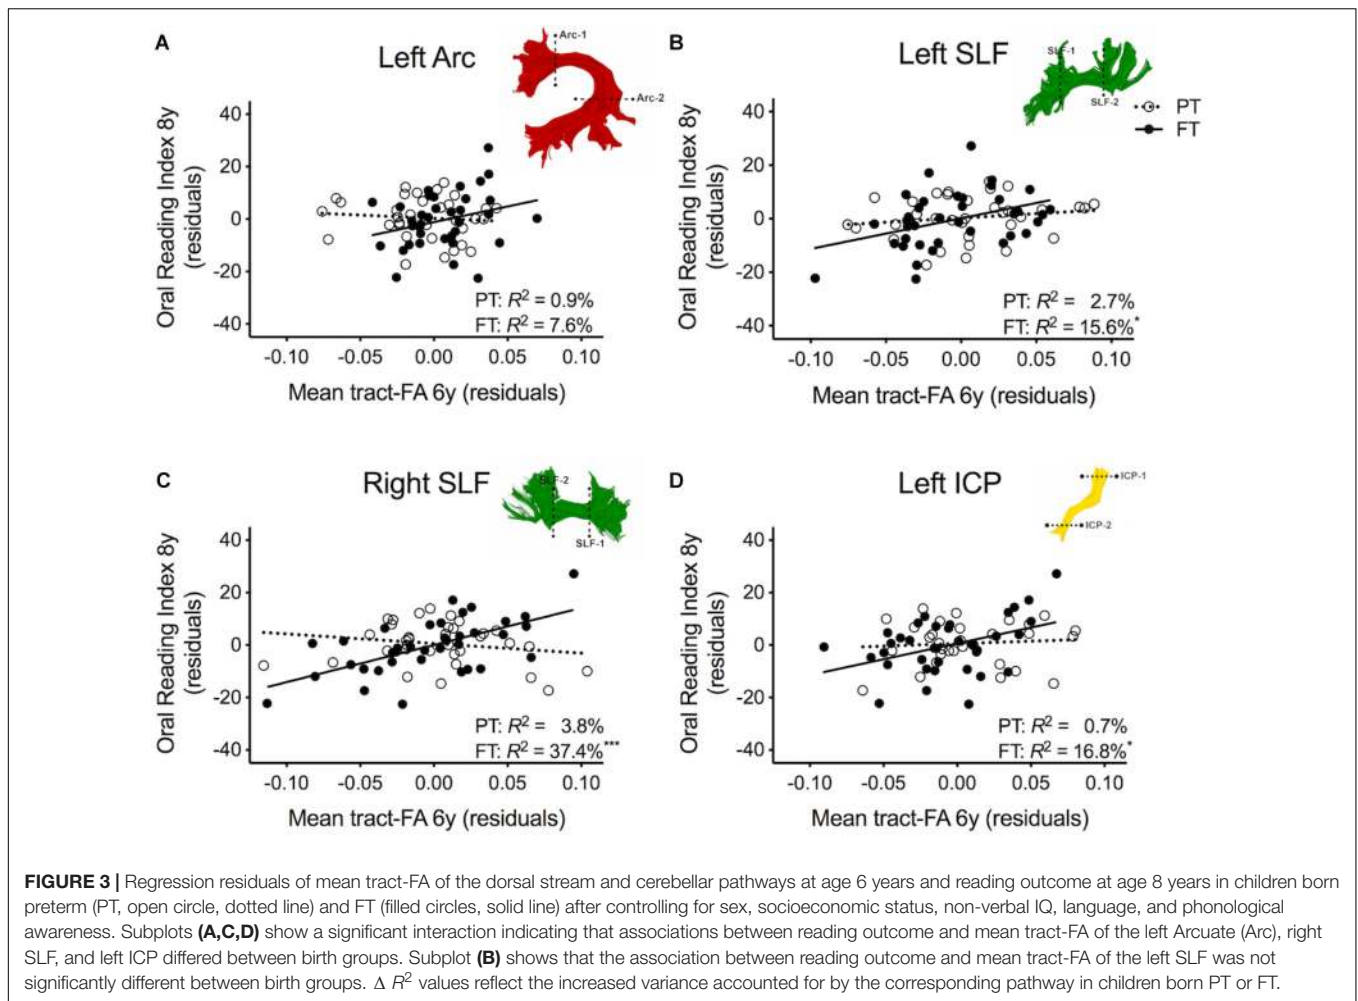 A
Left Arc
Arc-1
Arc-2
40
20
0
-20
-40
Oral Reading Index 8y
(residuals)
PT: R² = 0.9%
FT: R² = 7.6%
-0.10 -0.05 0.00 0.05 0.10
Mean tract-FA 6y (residuals)
B
Left SLF
SLF-1
SLF-2
PT
FT
40
20
0
-20
-40
Oral Reading Index 8y
(residuals)
PT: R² = 2.7%
FT: R² = 15.6%*
-0.10 -0.05 0.00 0.05 0.10
Mean tract-FA 6y (residuals)
C
Right SLF
SLF-2
SLF-1
40
20
0
-20
-40
Oral Reading Index 8y
(residuals)
PT: R² = 3.8%
FT: R² = 37.4%***
-0.10 -0.05 0.00 0.05 0.10
Mean tract-FA 6y (residuals)
D
Left ICP
ICP-1
ICP-2
40
20
0
-20
-40
Oral Reading Index 8y
(residuals)
PT: R² = 0.7%
FT: R² = 16.8%*
-0.10 -0.05 0.00 0.05 0.10
Mean tract-FA 6y (residuals)
FIGURE 3 | Regression residuals of mean tract-FA of the dorsal stream and cerebellar pathways at age 6 years and reading outcome at age 8 years in children born
preterm (PT, open circle, dotted line) and FT (filled circles, solid line) after controlling for sex, socioeconomic status, non-verbal IQ, language, and phonological
awareness. Subplots (A,C,D) show a significant interaction indicating that associations between reading outcome and mean tract-FA of the left Arcuate (Arc), right
SLF, and left ICP differed between birth groups. Subplot (B) shows that the association between reading outcome and mean tract-FA of the left SLF was not
significantly different between birth groups. Δ R² values reflect the increased variance accounted for by the corresponding pathway in children born PT or FT.